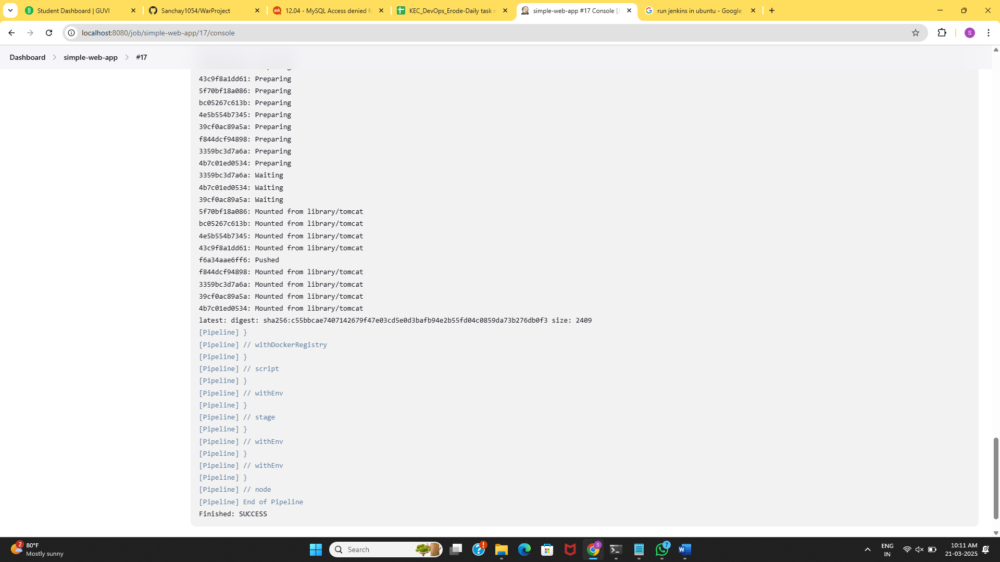 Student Dashboard | GUVI
Sanchay1054/WarProject
12.04 - MySQL Access denied fo
KEC_DevOps_Erode-Daily task m
simple-web-app #17 Console [J
run jenkins in ubuntu - Google
localhost:8080/job/simple-web-app/17/console
S
Dashboard
simple-web-app
#17
43c9f8a1dd61: Preparing
5f70bf18a086: Preparing
bc05267c613b: Preparing
4e5b554b7345: Preparing
39cf0ac89a5a: Preparing
f844dcf94898: Preparing
3359bc3d7a6a: Preparing
4b7c01ed0534: Preparing
3359bc3d7a6a: Waiting
4b7c01ed0534: Waiting
39cf0ac89a5a: Waiting
5f70bf18a086: Mounted from library/tomcat
bc05267c613b: Mounted from library/tomcat
4e5b554b7345: Mounted from library/tomcat
43c9f8a1dd61: Mounted from library/tomcat
f6a34aae6ff6: Pushed
f844dcf94898: Mounted from library/tomcat
3359bc3d7a6a: Mounted from library/tomcat
39cf0ac89a5a: Mounted from library/tomcat
4b7c01ed0534: Mounted from library/tomcat
latest: digest: sha256:c55bbcae7407142679f47e03cd5e0d3bafb94e2b55fd04c0859da73b276db0f3 size: 2409
[Pipeline] }
[Pipeline] // withDockerRegistry
[Pipeline] }
[Pipeline] // script
[Pipeline] }
[Pipeline] // withEnv
[Pipeline] }
[Pipeline] // stage
[Pipeline] }
[Pipeline] // withEnv
[Pipeline] }
[Pipeline] // withEnv
[Pipeline] }
[Pipeline] // node
[Pipeline] End of Pipeline
Finished: SUCCESS
2
80°F
Mostly sunny
Search
7
ENG
IN
10:11 AM
21-03-2025